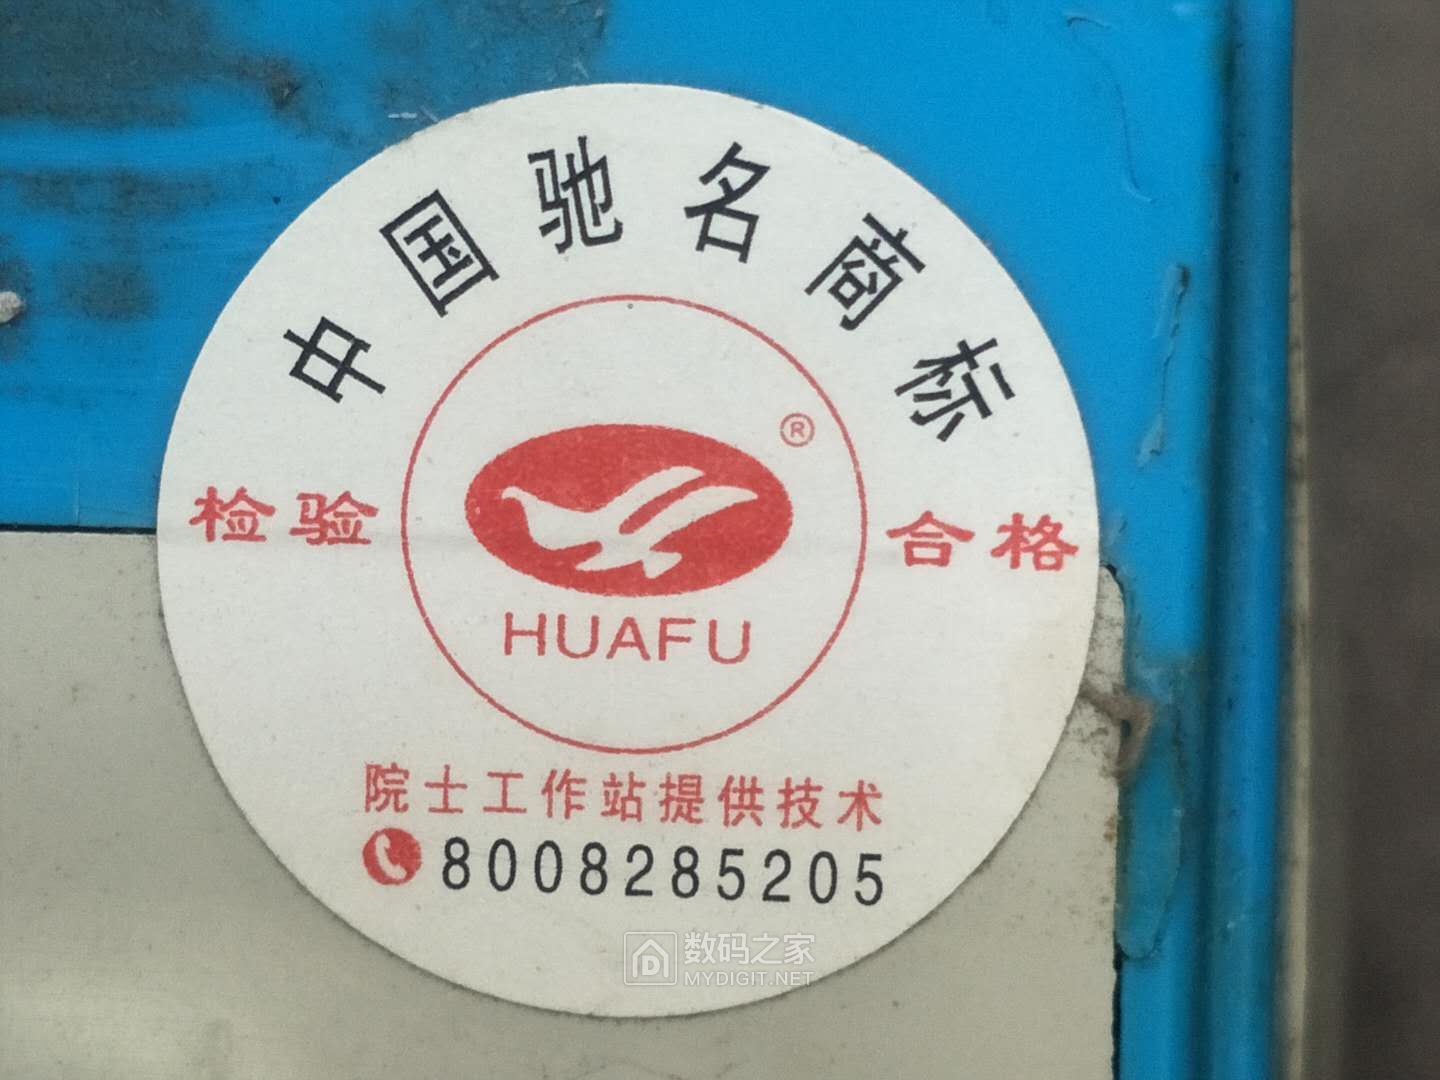 中国驰名商标
®
检验 合格
HUAFU
院士工作站提供技术
8008285205
数码之家
MYDIGIT.NET